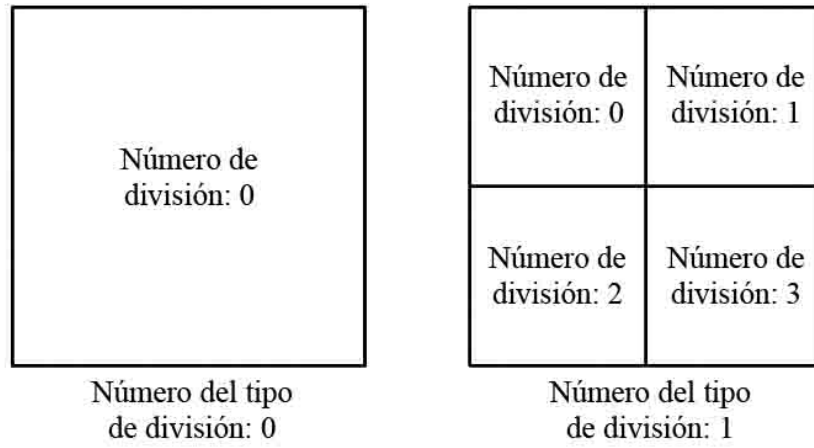 Número de
división: 0
Número del tipo
de división: 0
Número de
división: 0
Número de
división: 1
Número de
división: 2
Número de
división: 3
Número del tipo
de división: 1